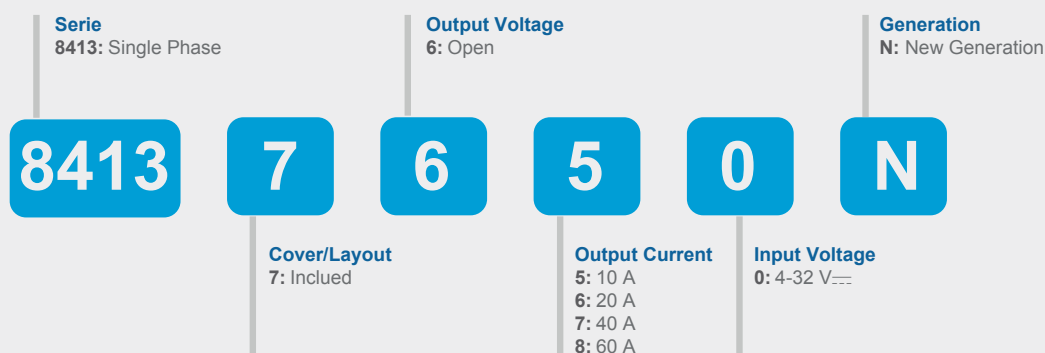 Serie
8413: Single Phase
Output Voltage
6: Open
Generation
N: New Generation
8413
7
6
5
0
N
Cover/Layout
7: Inclued
Output Current
5: 10 A
6: 20 A
7: 40 A
8: 60 A
Input Voltage
0: 4-32 V⎓